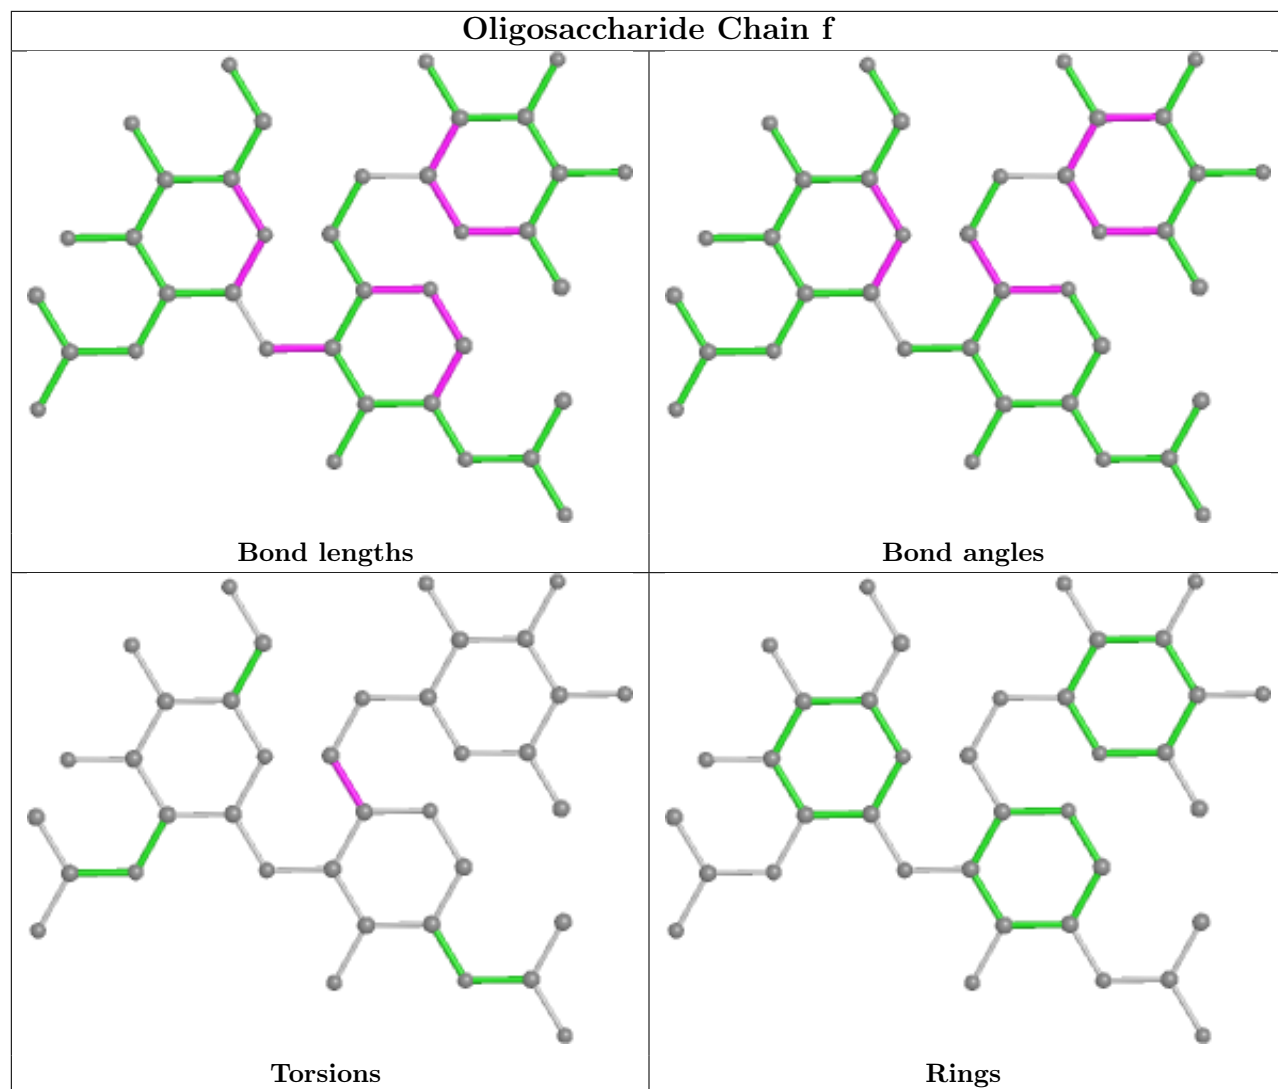 Oligosaccharide Chain f
Bond lengths
Bond angles
Torsions
Rings